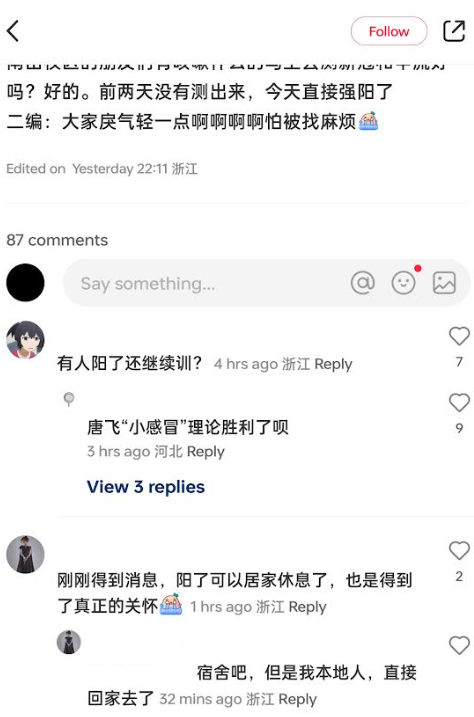 Follow
吗？好的。前两天没有测出来，今天直接强阳了
二编：大家戾气轻一点啊啊啊啊怕被找麻烦
Edited on Yesterday 22:11 浙江
87 comments
Say something...
有人阳了还继续训？ 4 hrs ago 浙江 Reply
7
唐飞“小感冒”理论胜利了呗
9
3 hrs ago 河北 Reply
View 3 replies
刚刚得到消息，阳了可以居家休息了，也是得到
2
了真正的关怀 1 hrs ago 浙江 Reply
宿舍吧，但是我本地人，直接
回家去了 32 mins ago 浙江 Reply